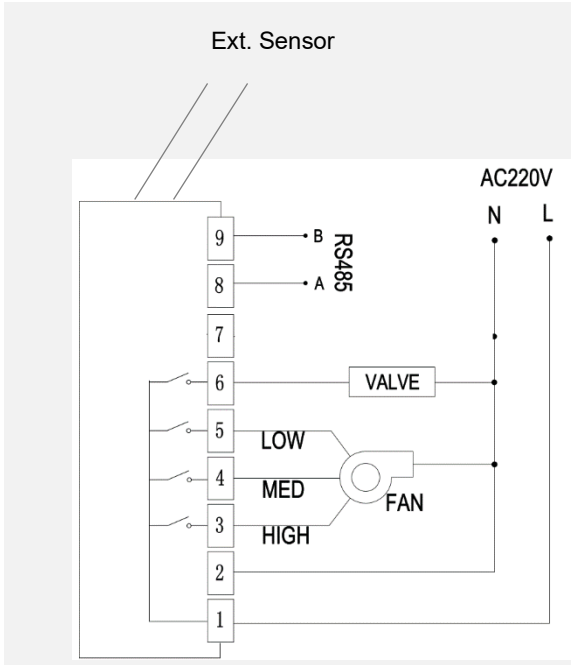 Ext. Sensor
AC220V
N L
9 B
RS485
8 A
7
6 VALVE
5 LOW
4 MED
FAN
3 HIGH
2
1